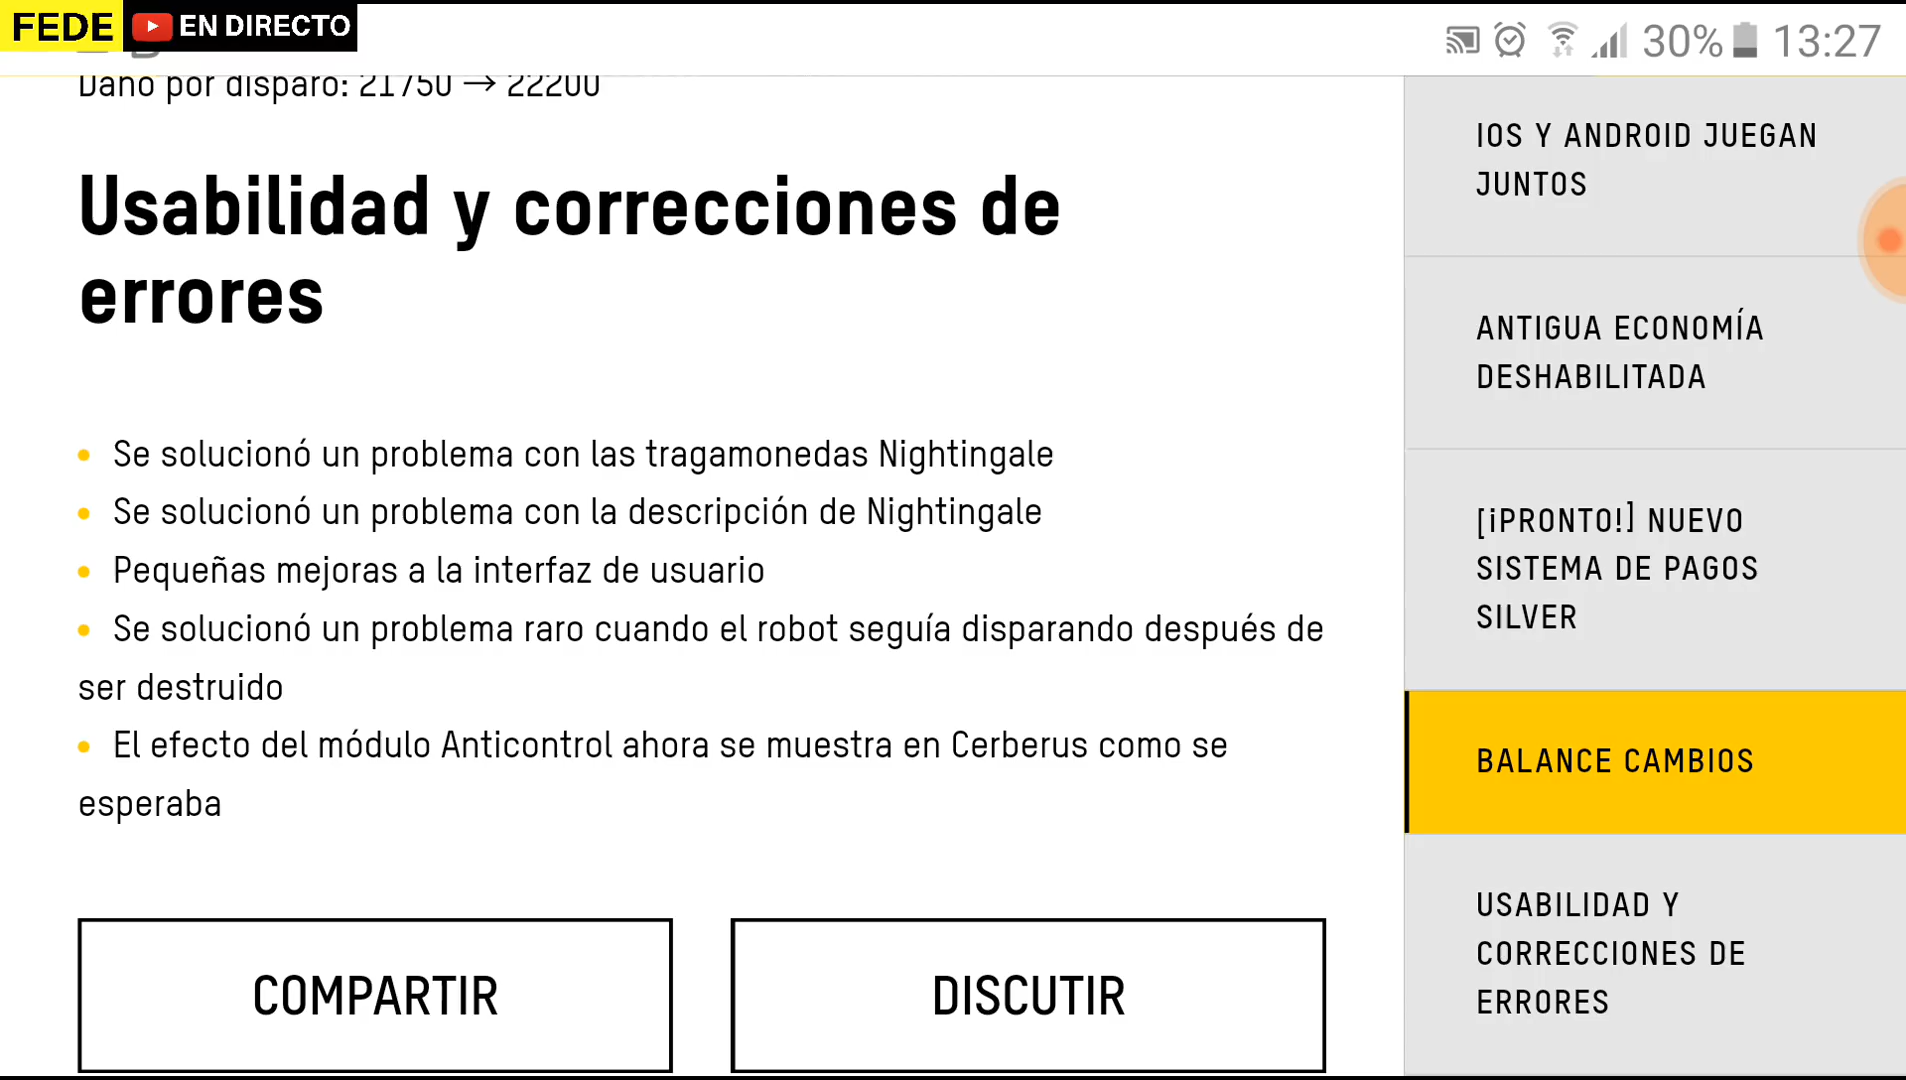 FEDE EN DIRECTO
30% 13:27
Daño por disparo: 21750 → 22200
Usabilidad y correcciones de
errores
Se solucionó un problema con las tragamonedas Nightingale
Se solucionó un problema con la descripción de Nightingale
Pequeñas mejoras a la interfaz de usuario
Se solucionó un problema raro cuando el robot seguía disparando después de
ser destruido
El efecto del módulo Anticontrol ahora se muestra en Cerberus como se
esperaba
COMPARTIR
DISCUTIR
IOS Y ANDROID JUEGAN
JUNTOS
ANTIGUA ECONOMÍA
DESHABILITADA
[¡PRONTO!] NUEVO
SISTEMA DE PAGOS
SILVER
BALANCE CAMBIOS
USABILIDAD Y
CORRECCIONES DE
ERRORES